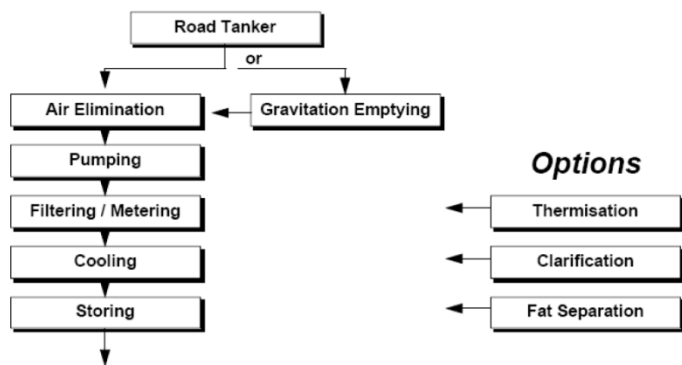 Road Tanker
or
Air Elimination
Gravitation Emptying
Pumping
Options
Filtering / Metering
Thermisation
Cooling
Clarification
Storing
Fat Separation